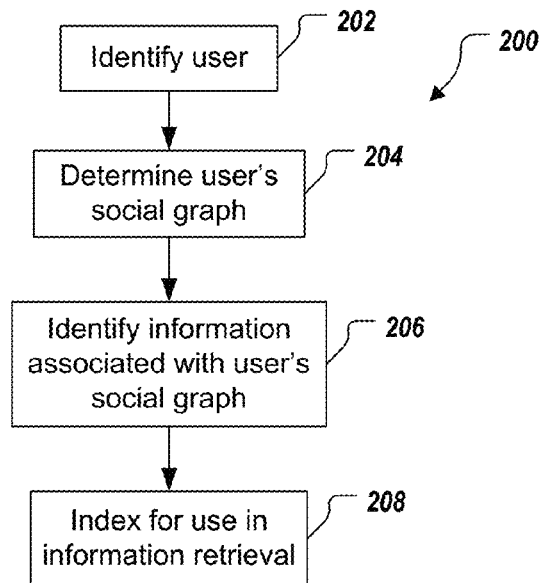 202
200
Identify user
204
Determine user's
social graph
206
Identify information
associated with user's
social graph
208
Index for use in
information retrieval